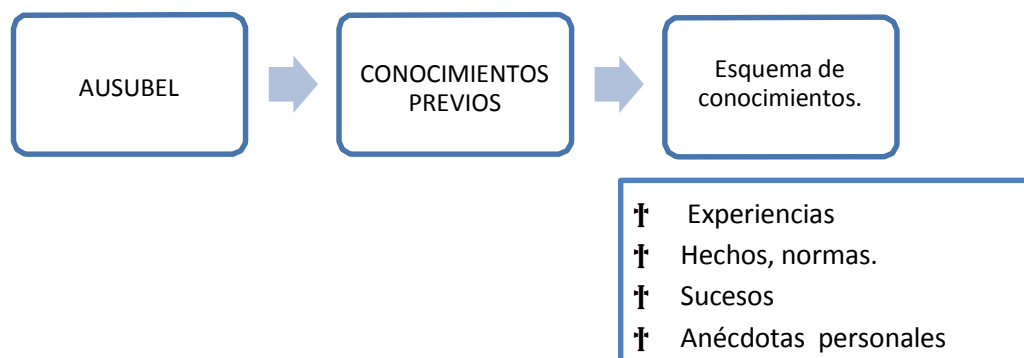 AUSUBEL
CONOCIMIENTOS
PREVIOS
Esquema de
conocimientos.
Experiencias
Hechos, normas.
Sucesos
Anécdotas personales